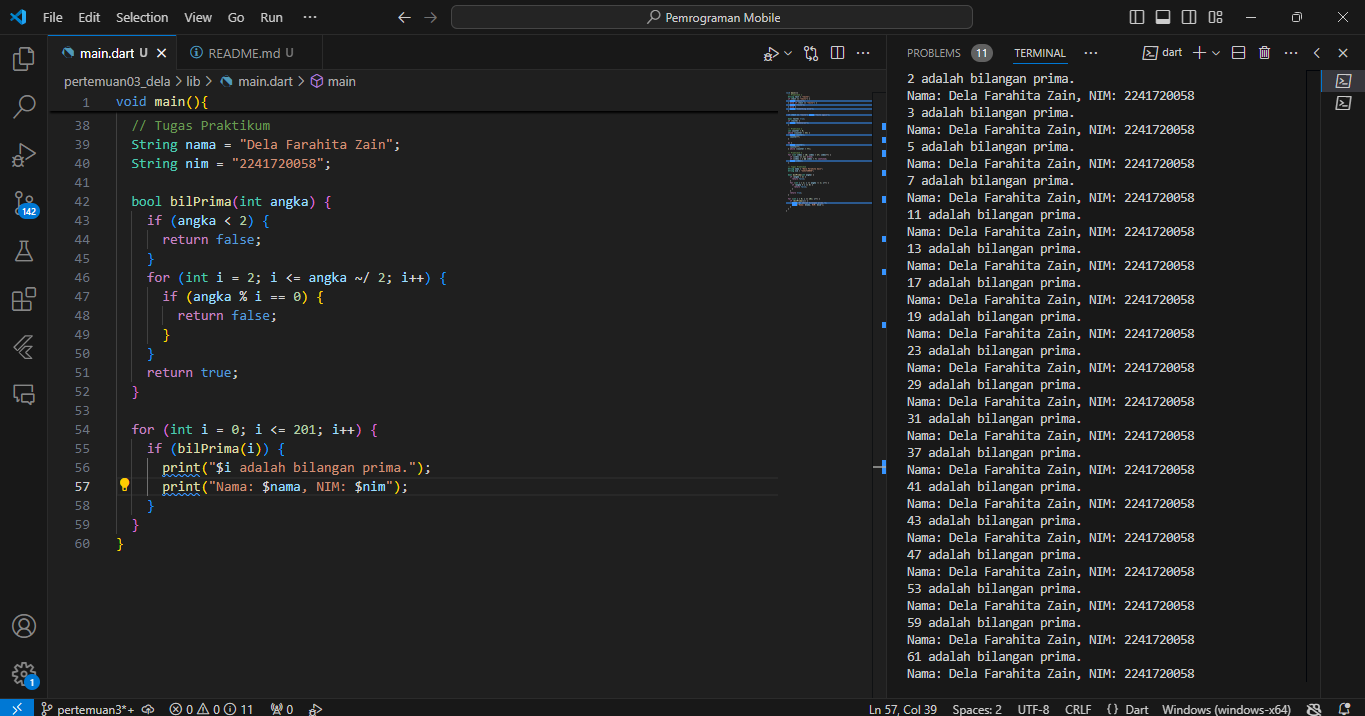 File Edit Selection View Go Run ··· Pemrograman Mobile
main.dart U README.md U
pertemuan03_dela > lib > main.dart > main
1 void main(){
38 // Tugas Praktikum
39 String nama = "Dela Farahita Zain";
40 String nim = "2241720058";
41
42 bool bilPrima(int angka) {
43 if (angka < 2) {
44 return false;
45 }
46 for (int i = 2; i <= angka ~/ 2; i++) {
47 if (angka % i == 0) {
48 return false;
49 }
50 }
51 return true;
52 }
53
54 for (int i = 0; i <= 201; i++) {
55 if (bilPrima(i)) {
56 print("$i adalah bilangan prima.");
57 print("Nama: $nama, NIM: $nim");
58 }
59 }
60 }
PROBLEMS 11 TERMINAL ··· dart
2 adalah bilangan prima.
Nama: Dela Farahita Zain, NIM: 2241720058
3 adalah bilangan prima.
Nama: Dela Farahita Zain, NIM: 2241720058
5 adalah bilangan prima.
Nama: Dela Farahita Zain, NIM: 2241720058
7 adalah bilangan prima.
Nama: Dela Farahita Zain, NIM: 2241720058
11 adalah bilangan prima.
Nama: Dela Farahita Zain, NIM: 2241720058
13 adalah bilangan prima.
Nama: Dela Farahita Zain, NIM: 2241720058
17 adalah bilangan prima.
Nama: Dela Farahita Zain, NIM: 2241720058
19 adalah bilangan prima.
Nama: Dela Farahita Zain, NIM: 2241720058
23 adalah bilangan prima.
Nama: Dela Farahita Zain, NIM: 2241720058
29 adalah bilangan prima.
Nama: Dela Farahita Zain, NIM: 2241720058
31 adalah bilangan prima.
Nama: Dela Farahita Zain, NIM: 2241720058
37 adalah bilangan prima.
Nama: Dela Farahita Zain, NIM: 2241720058
41 adalah bilangan prima.
Nama: Dela Farahita Zain, NIM: 2241720058
43 adalah bilangan prima.
Nama: Dela Farahita Zain, NIM: 2241720058
47 adalah bilangan prima.
Nama: Dela Farahita Zain, NIM: 2241720058
53 adalah bilangan prima.
Nama: Dela Farahita Zain, NIM: 2241720058
59 adalah bilangan prima.
Nama: Dela Farahita Zain, NIM: 2241720058
61 adalah bilangan prima.
Nama: Dela Farahita Zain, NIM: 2241720058
142
1
pertemuan3*+ 0 0 11 0 Ln 57, Col 39 Spaces: 2 UTF-8 CRLF {} Dart Windows (windows-x64)